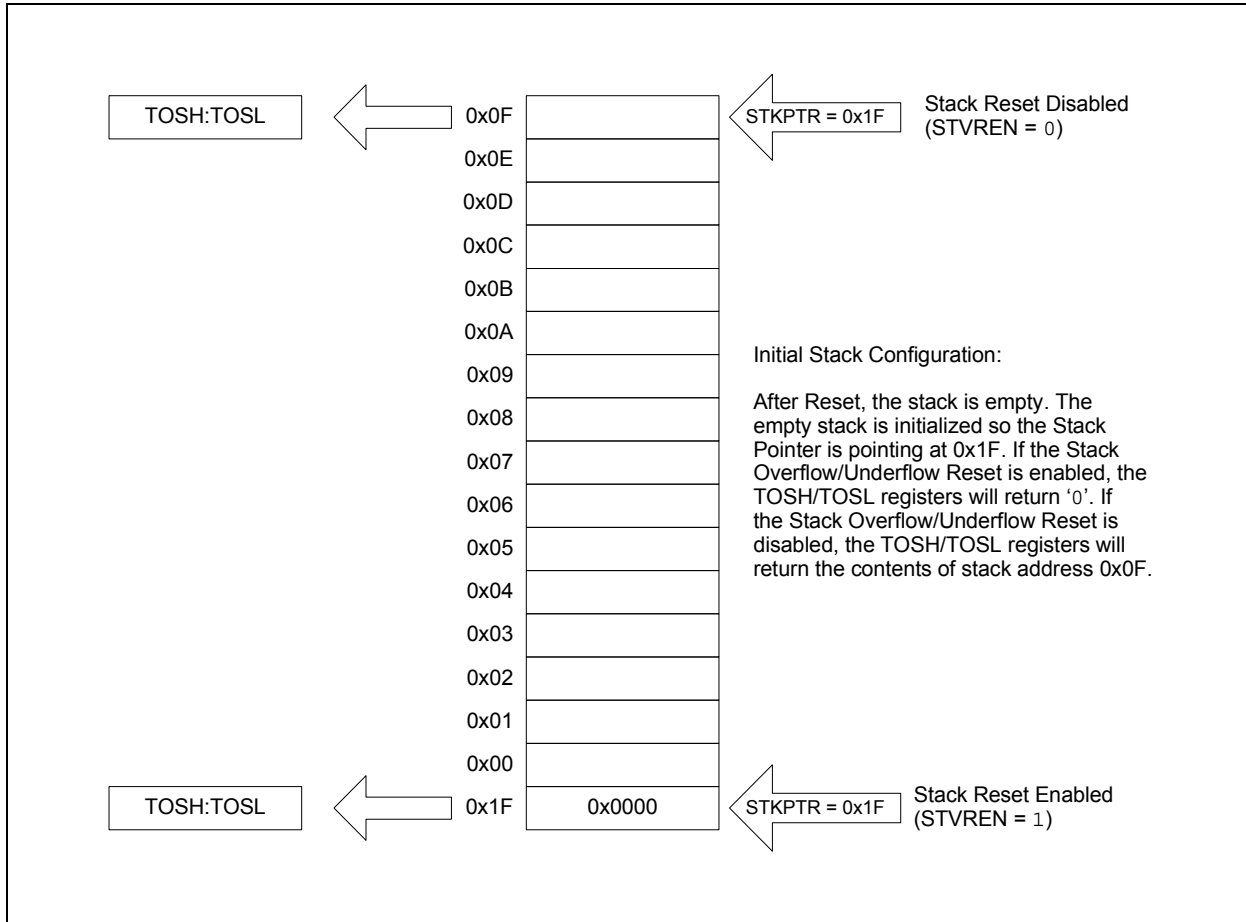 TOSH:TOSL
0x0F
STKPTR = 0x1F
Stack Reset Disabled
(STVREN = 0)
0x0E
0x0D
0x0C
0x0B
0x0A
0x09
0x08
0x07
0x06
0x05
0x04
0x03
0x02
0x01
0x00
Initial Stack Configuration:
After Reset, the stack is empty. The
empty stack is initialized so the Stack
Pointer is pointing at 0x1F. If the Stack
Overflow/Underflow Reset is enabled, the
TOSH/TOSL registers will return ‘0’. If
the Stack Overflow/Underflow Reset is
disabled, the TOSH/TOSL registers will
return the contents of stack address 0x0F.
TOSH:TOSL
0x1F
0x0000
STKPTR = 0x1F
Stack Reset Enabled
(STVREN = 1)